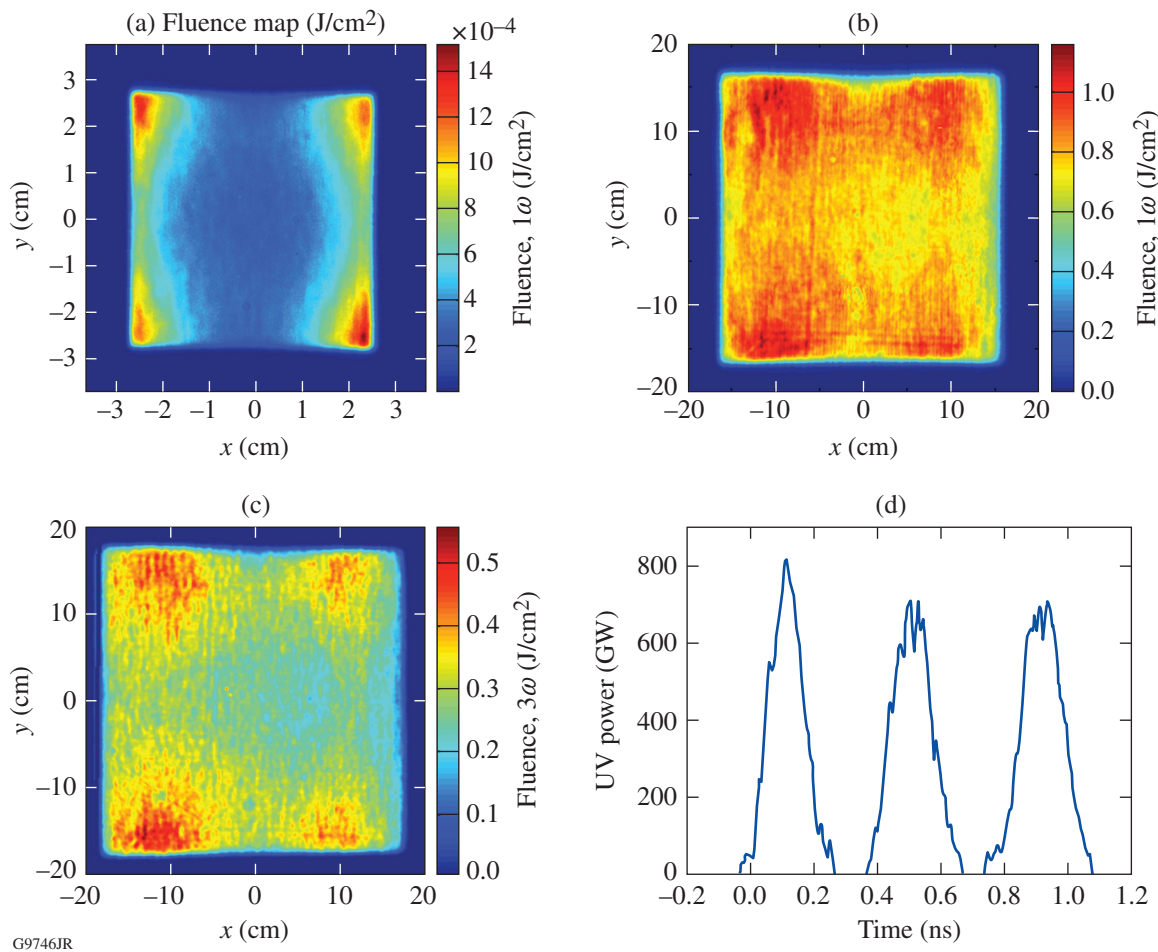 (a) Fluence map (J/cm2)
×10–4
3
2
1
0
–1
–2
–3
y (cm)
–3 –2 –1 0 1 2 3
x (cm)
14
12
10
8
6
4
2
Fluence, 1ω (J/cm2)
(b)
20
10
0
–10
–20
y (cm)
–20 –10 0 10 20
x (cm)
1.0
0.8
0.6
0.4
0.2
0.0
Fluence, 1ω (J/cm2)
(c)
20
10
0
–10
–20
y (cm)
–20 –10 0 10 20
x (cm)
0.5
0.4
0.3
0.2
0.1
0.0
Fluence, 3ω (J/cm2)
(d)
800
600
400
200
0
UV power (GW)
–0.2 0.0 0.2 0.4 0.6 0.8 1.0 1.2
Time (ns)
G9746JR